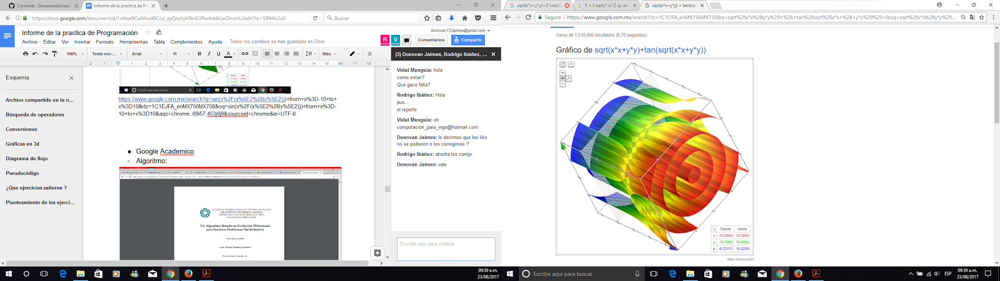 Commits · DonovanJaimes/
Informe de la practica de Pr
https://docs.google.com/document/d/1oNse9GalMwdRCoy_zyQochjA9kr63Pw4zblkLwDhxmU/edit?ts=5994b2a0
Buscar
Informe de la practica de Programación
donovan133jaimes@gmail.com
Archivo Editar Ver Insertar Formato Herramientas Tabla Complementos Ayuda Todos los cambios se han guardado en Drive
R V Comentarios Compartir
100% Texto nor... Arial 11 B I U A Más
Esquema
Archivo compartido en la n...
Búsqueda de operadores
Conversiones
Gráficas en 3d
Diagrama de flujo
Pseudocódigo
¿Que ejercicios salieron ?
Planteamiento de los ejerci...
https://www.google.com.mx/search?q=sin(x%2F(x%5E2%2By%5E2)))+from+x%3D-10+to+
x%3D10&rlz=1C1EJFA_enMX756MX758&oq=sin(x%2F(x%5E2%2By%5E2)))+from+x%3D-
10+to+x%3D10&aqs=chrome..69i57.453j0j9&sourceid=chrome&ie=UTF-8
● Google Academico
- Algoritmo:
Un Algoritmo Basado en Evolución Diferencial
para Resolver Problemas Multiobjetivo
(3) Donovan Jaimes, Rodrigo Ibáñez, ...
Vidal Munguia: hola
como estan?
Que gace falta?
Rodrigo Ibáñez: Hola
pus...
el reporte
Vidal Munguia: ok
computacion_para_ings@hotmail.com
Donovan Jaimes: le decimos que los liks
no se pudieron o los corregimos ?
Rodrigo Ibáñez: ahorita los corrijo
Donovan Jaimes: vale
Escribe aquí para chatear
09:39 a.m.
23/08/2017
sqrt(x*x+y*y)+3*cos(sq
5 + (-sqrt(1-x^2-(y-abs
sqrt(x*x+y*y) + tan(sqr
Seguro
https://www.google.com.mx/search?rlz=1C1EJFA_enMX756MX758&q=sqrt%28x*x%2By*y%29+%2B+tan%28sqrt%28x*x+%2B+y*y%29%29+&oq=sqrt%28x*x%2By*y%29+%2...
Cerca de 1,510,000 resultados (0.70 segundos)
Gráfico de sqrt(x*x+y*y)+tan(sqrt(x*x+y*y))
Desde Hasta
x -10.0000 10.0000
y -10.0000 10.0000
z -6.23101 18.8205
Más información
Escribe aquí para buscar
ESP
09:39 a.m.
23/08/2017